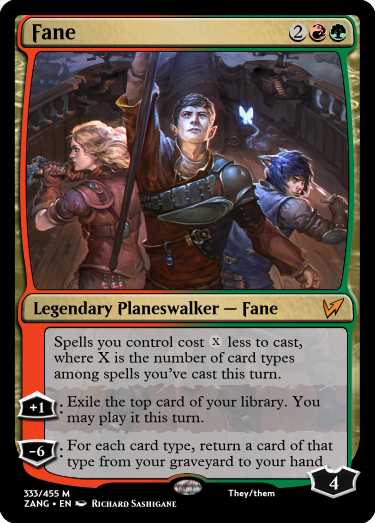 Fane 2
Legendary Planeswalker — Fane
Spells you control cost X less to cast,
where X is the number of card types
among spells you've cast this turn.
+1: Exile the top card of your library. You
may play it this turn.
-6: For each card type, return a card of that
type from your graveyard to your hand.
4
333/455 M
They/them
ZANG • EN Richard Sashigane